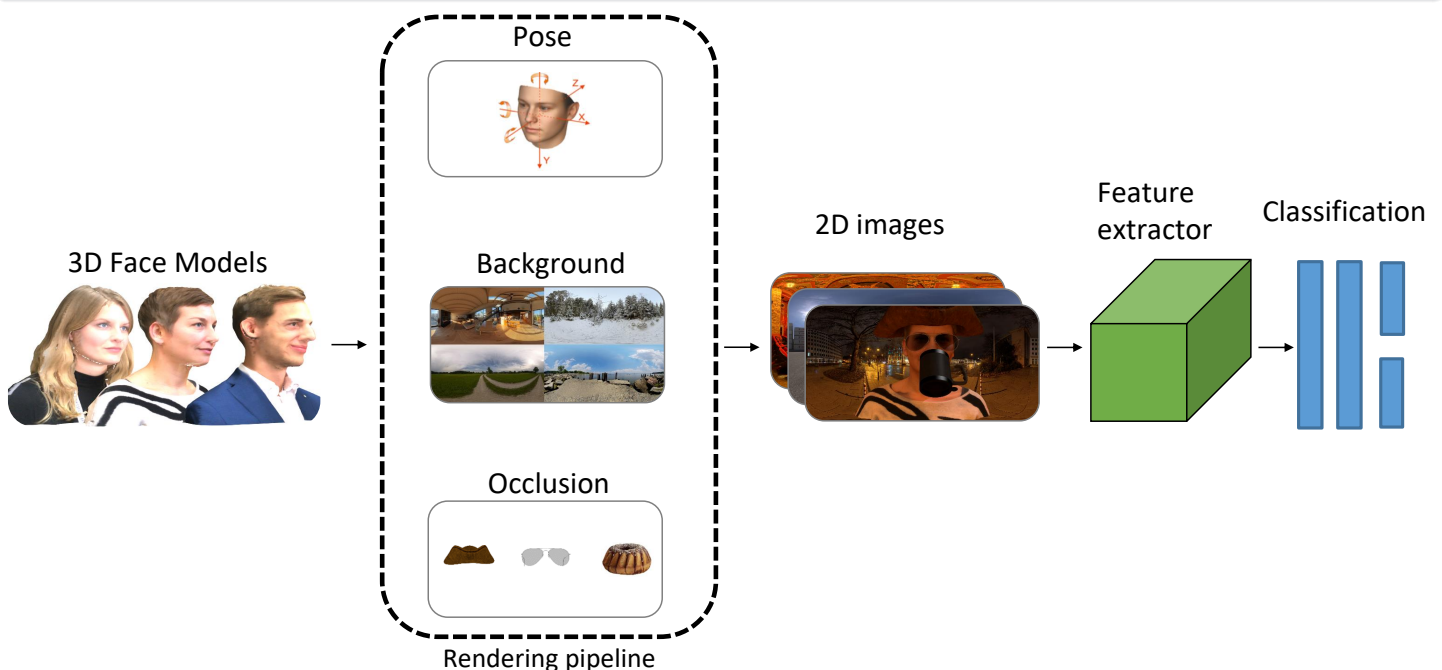 Pose
Z
X
Y
3D Face Models
Background
Occlusion
Rendering pipeline
2D images
Feature
extractor
Classification